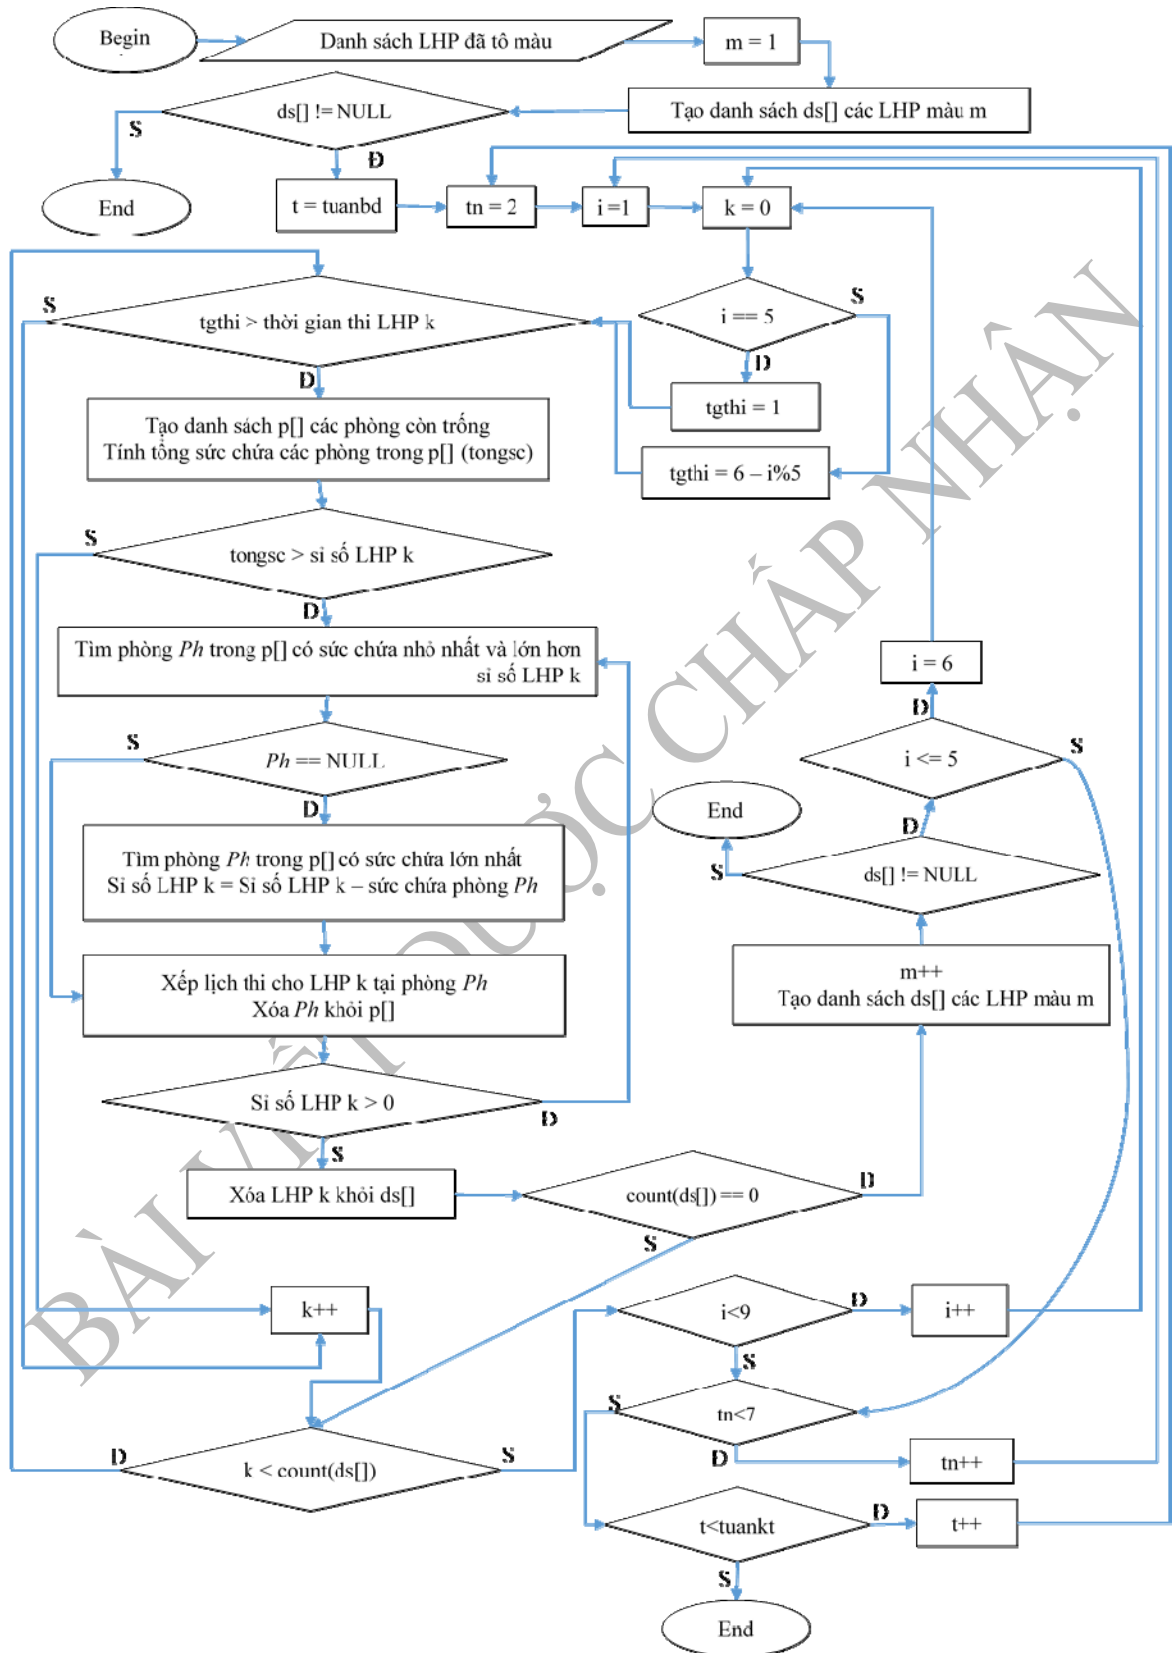 Begin
Danh sách LHP đã tô màu
m = 1
ds[] != NULL
Tạo danh sách ds[] các LHP màu m
S
Đ
End
t = tuanbd
tn = 2
i =1
k = 0
S
tgthi > thời gian thi LHP k
Đ
i == 5
S
Đ
tgthi = 1
tgthi = 6 – i%5
Tạo danh sách p[] các phòng còn trống
Tính tổng sức chứa các phòng trong p[] (tongsc)
S
tongsc > sỉ số LHP k
Đ
Tìm phòng Ph trong p[] có sức chứa nhỏ nhất và lớn hơn
sỉ số LHP k
i = 6
Đ
S
Ph == NULL
Đ
i <= 5
S
End
Đ
S
ds[] != NULL
Tìm phòng Ph trong p[] có sức chứa lớn nhất
Sỉ số LHP k = Sỉ số LHP k – sức chứa phòng Ph
Xếp lịch thi cho LHP k tại phòng Ph
Xóa Ph khỏi p[]
m++
Tạo danh sách ds[] các LHP màu m
Sỉ số LHP k > 0
Đ
S
Xóa LHP k khỏi ds[]
count(ds[]) == 0
Đ
S
k++
i<9
Đ
i++
S
S
tn<7
Đ
tn++
Đ
k < count(ds[])
S
t<tuankt
Đ
t++
S
End
BÀI VIẾT ĐƯỢC CHẤP NHẬN